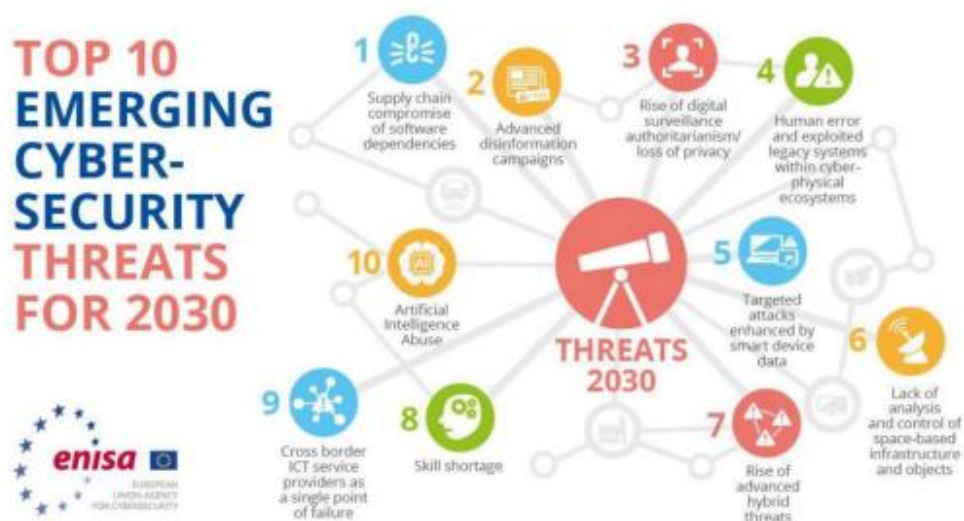 TOP 10
EMERGING
CYBER-
SECURITY
THREATS
FOR 2030
1
Supply chain
compromise
of software
dependencies
2
Advanced
disinformation
campaigns
3
Rise of digital
surveillance
authoritarianism/
loss of privacy
4
Human error
and exploited
legacy systems
within cyber-
physical
ecosystems
5
Targeted
attacks
enhanced by
smart device
data
6
Lack of
analysis
and control of
space-based
infrastructure
and objects
7
Rise of
advanced
hybrid
threats
8
Skill shortage
9
Cross border
ICT service
providers as
a single point
of failure
10
AI
Artificial
Intelligence
Abuse
THREATS
2030
enisa
EUROPEAN
UNION AGENCY
FOR CYBERSECURITY